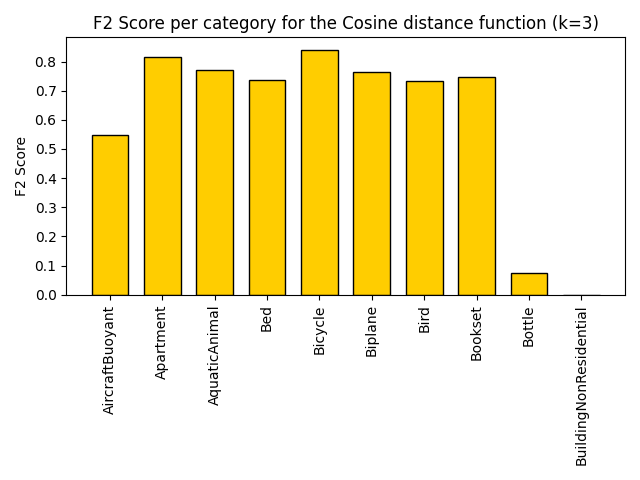 F2 Score per category for the Cosine distance function (k=3)
F2 Score
0.8
0.7
0.6
0.5
0.4
0.3
0.2
0.1
0.0
AircraftBuoyant
Apartment
AquaticAnimal
Bed
Bicycle
Biplane
Bird
Bookset
Bottle
BuildingNonResidential